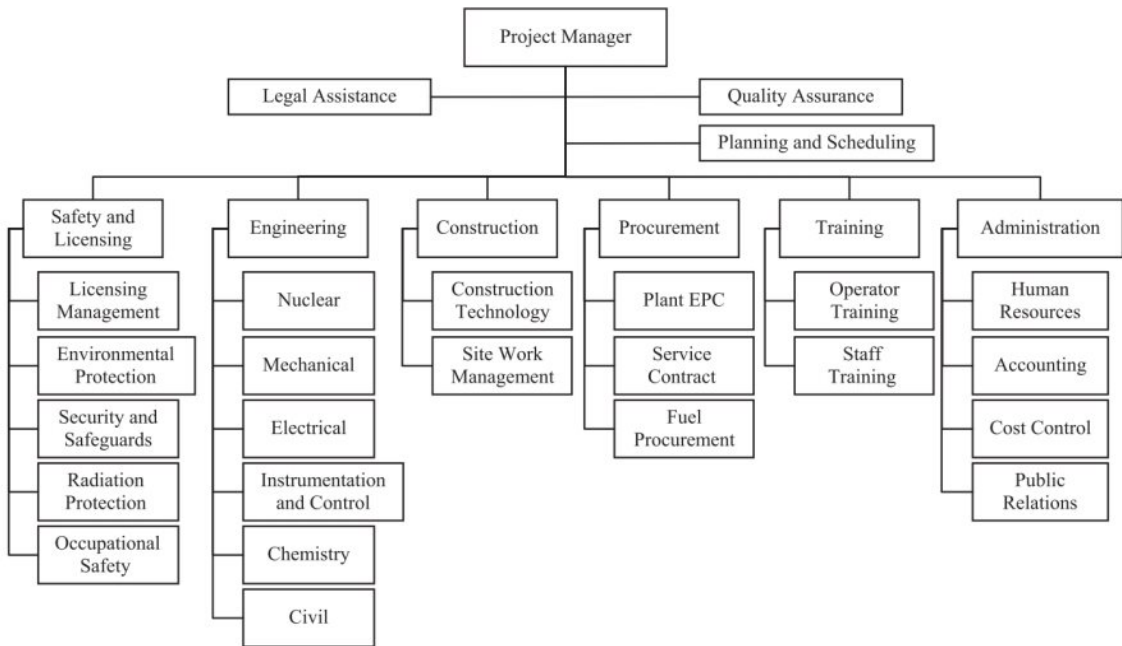 Project Manager
Legal Assistance
Quality Assurance
Planning and Scheduling
Safety and
Licensing
Engineering
Construction
Procurement
Training
Administration
Licensing
Management
Environmental
Protection
Security and
Safeguards
Radiation
Protection
Occupational
Safety
Nuclear
Mechanical
Electrical
Instrumentation
and Control
Chemistry
Civil
Construction
Technology
Site Work
Management
Plant EPC
Service
Contract
Fuel
Procurement
Operator
Training
Staff
Training
Human
Resources
Accounting
Cost Control
Public
Relations